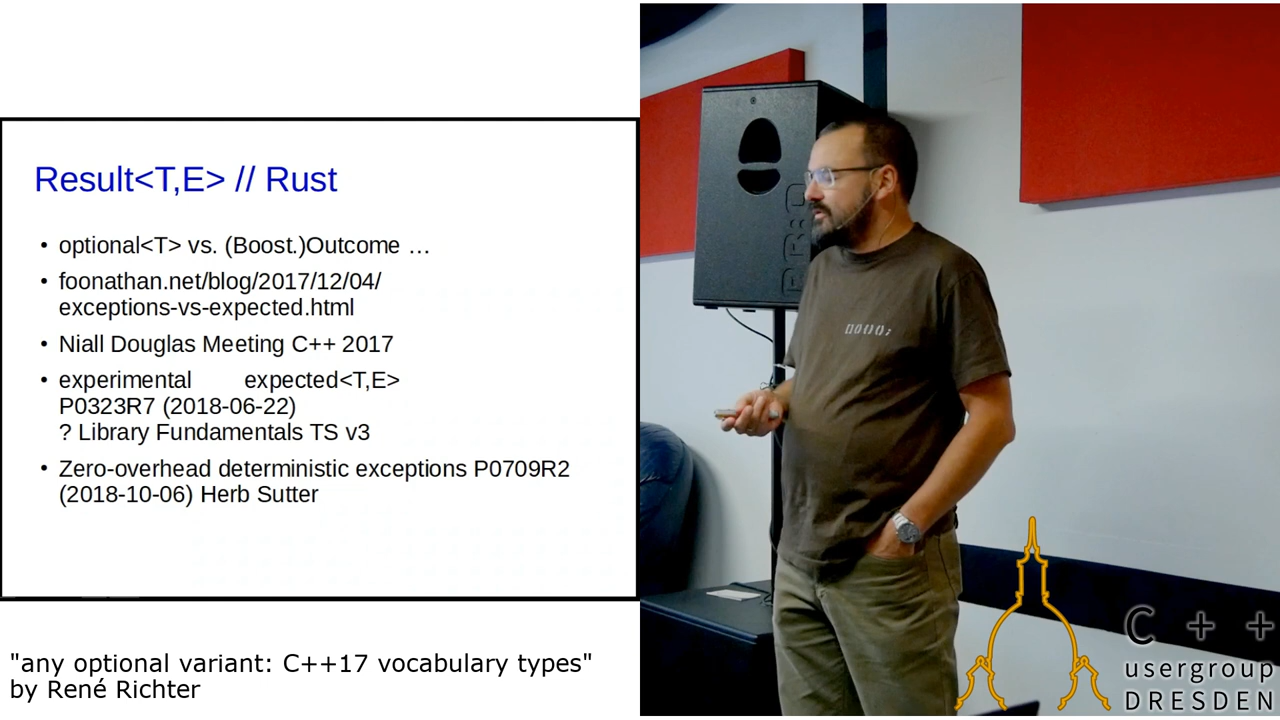 Result<T,E> // Rust
• optional<T> vs. (Boost.)Outcome …
• foonathan.net/blog/2017/12/04/
exceptions-vs-expected.html
• Niall Douglas Meeting C++ 2017
• experimental expected<T,E>
P0323R7 (2018-06-22)
? Library Fundamentals TS v3
• Zero-overhead deterministic exceptions P0709R2
(2018-10-06) Herb Sutter
"any optional variant: C++17 vocabulary types"
by René Richter
[](){}();
C + +
usergroup
DRESDEN